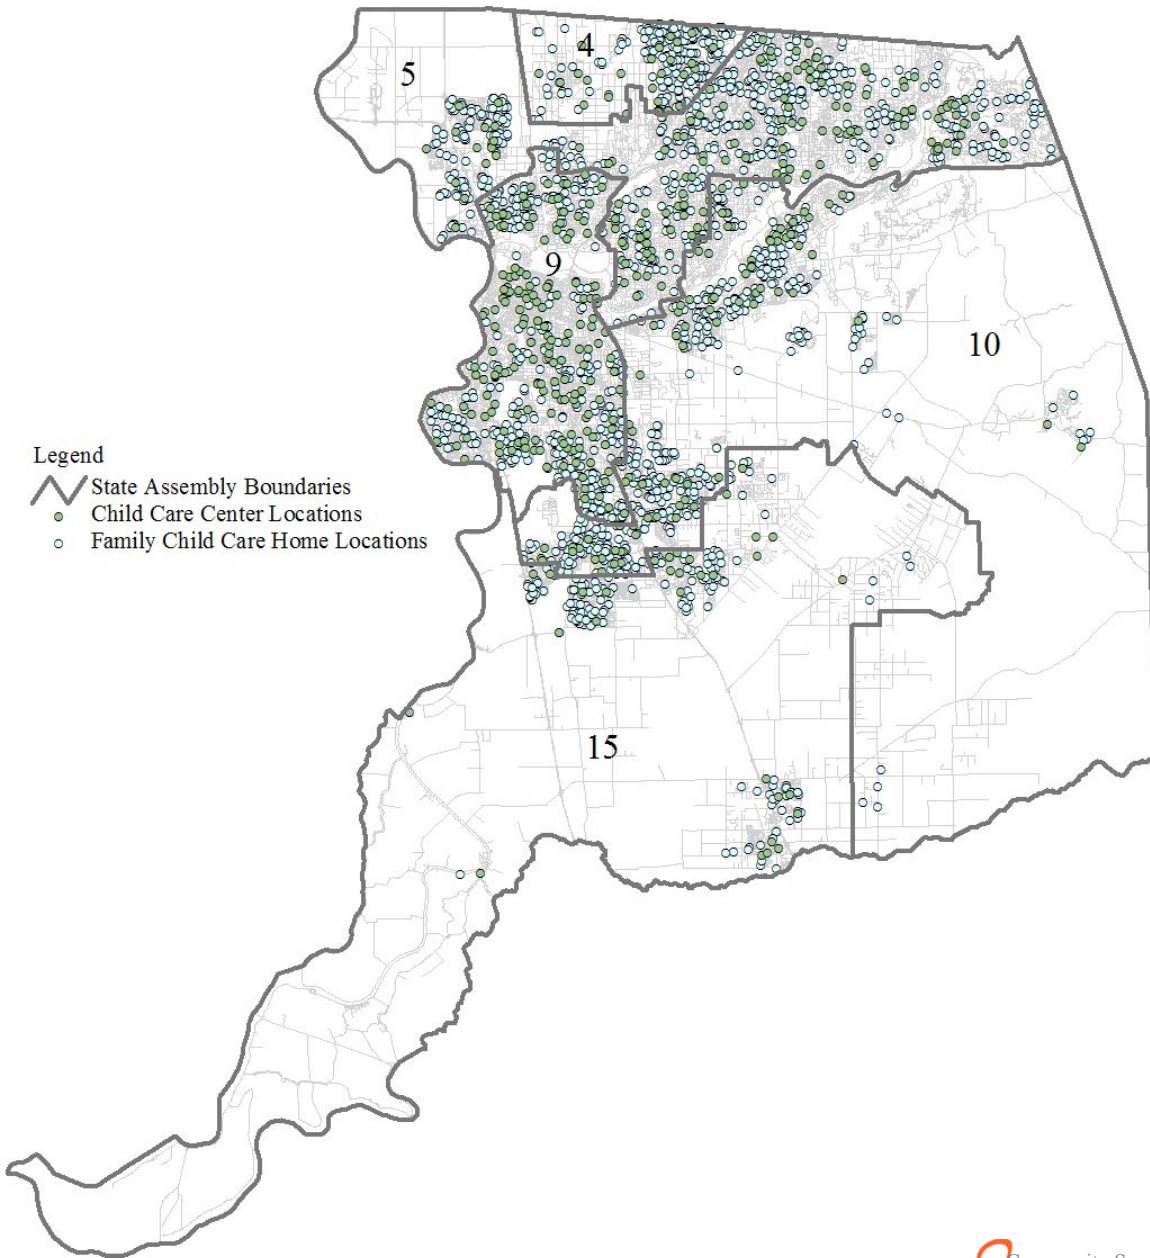 4
5
9
10
Legend
State Assembly Boundaries
Child Care Center Locations
Family Child Care Home Locations
15